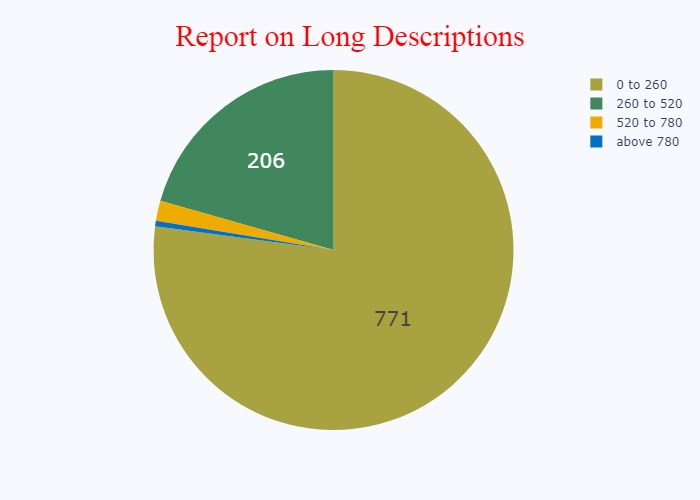 Report on Long Descriptions
0 to 260
260 to 520
520 to 780
above 780
206
771